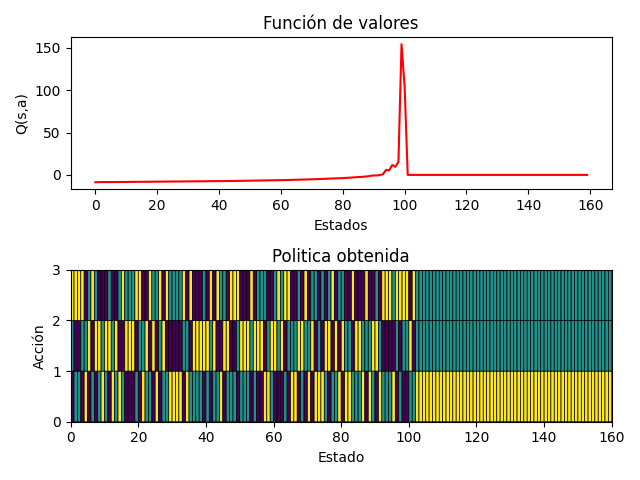 Función de valores
150
100
50
0
Q(s,a)
0 20 40 60 80 100 120 140 160
Estados
Politica obtenida
3
2
1
0
Acción
0 20 40 60 80 100 120 140 160
Estado